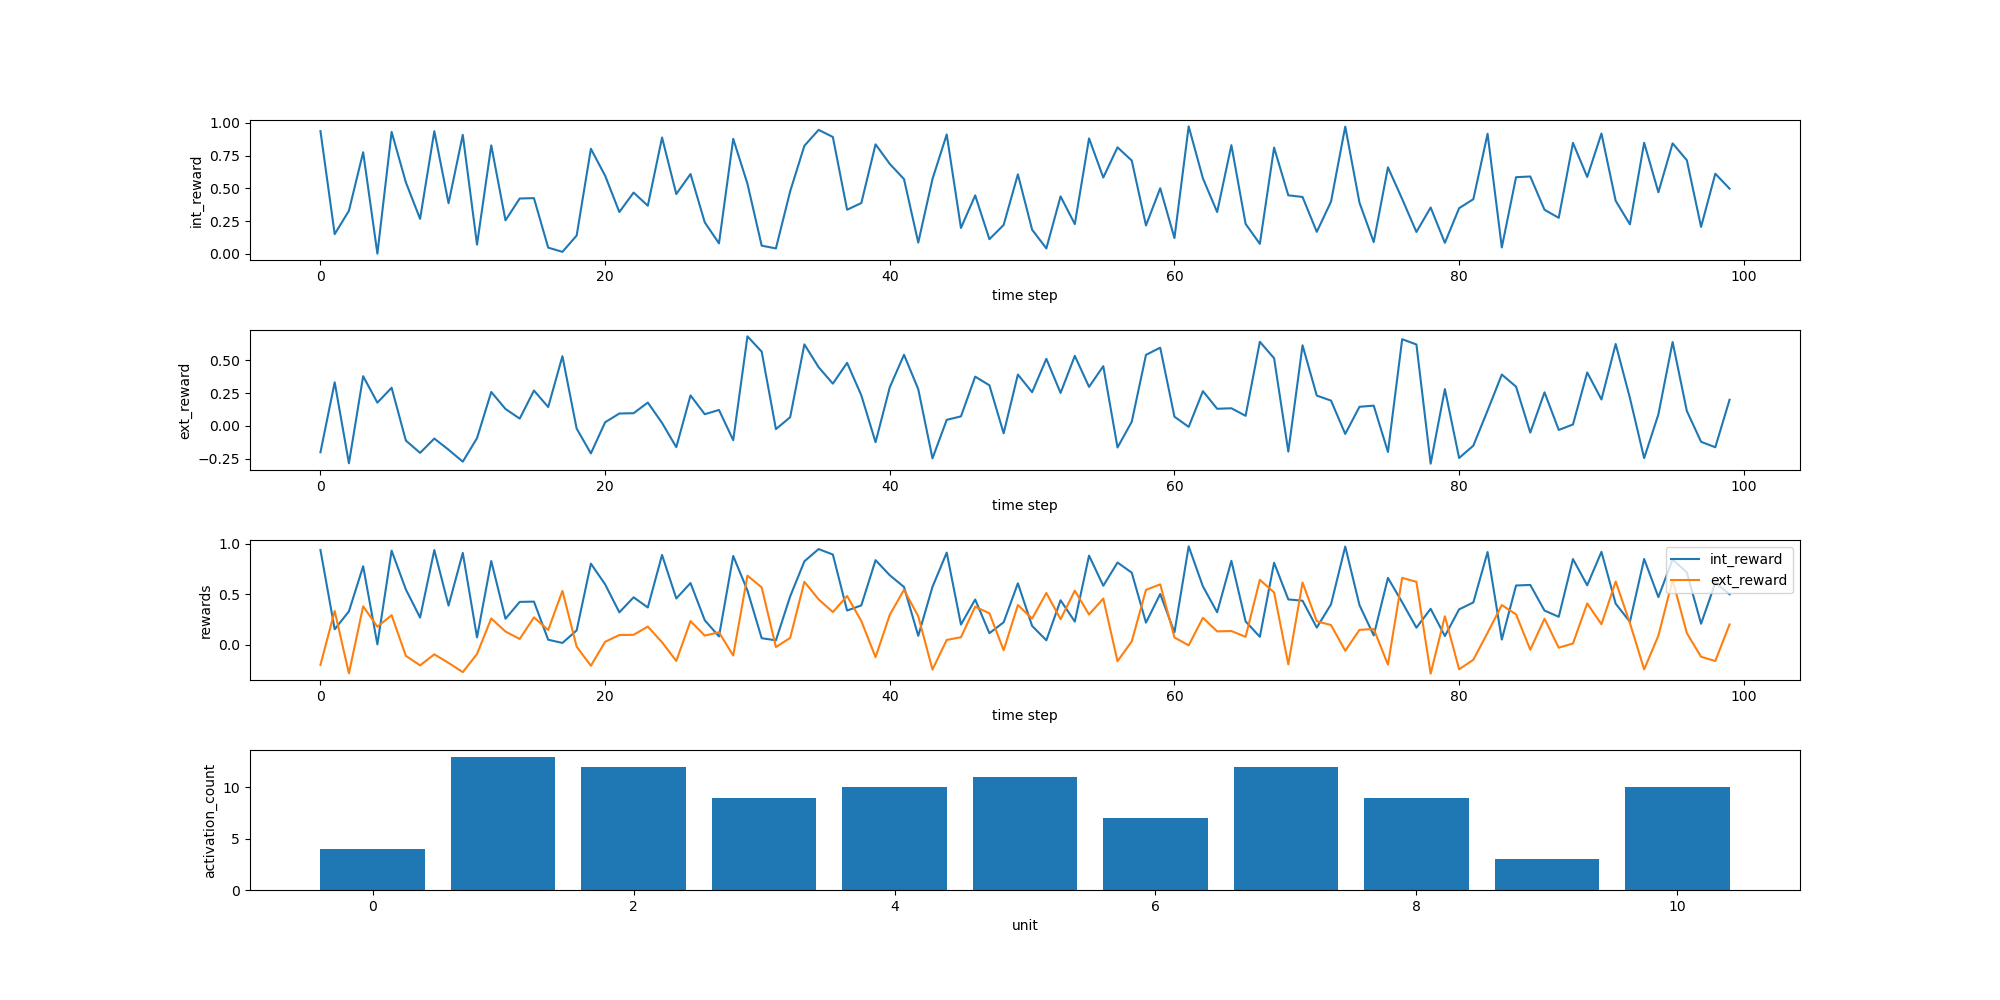 1.00
0.75
0.50
0.25
0.00
int_reward
0 20 40 60 80 100
time step
0.50
0.25
0.00
−0.25
ext_reward
0 20 40 60 80 100
time step
1.0
0.5
0.0
rewards
int_reward
ext_reward
0 20 40 60 80 100
time step
10
5
0
activation_count
0 2 4 6 8 10
unit